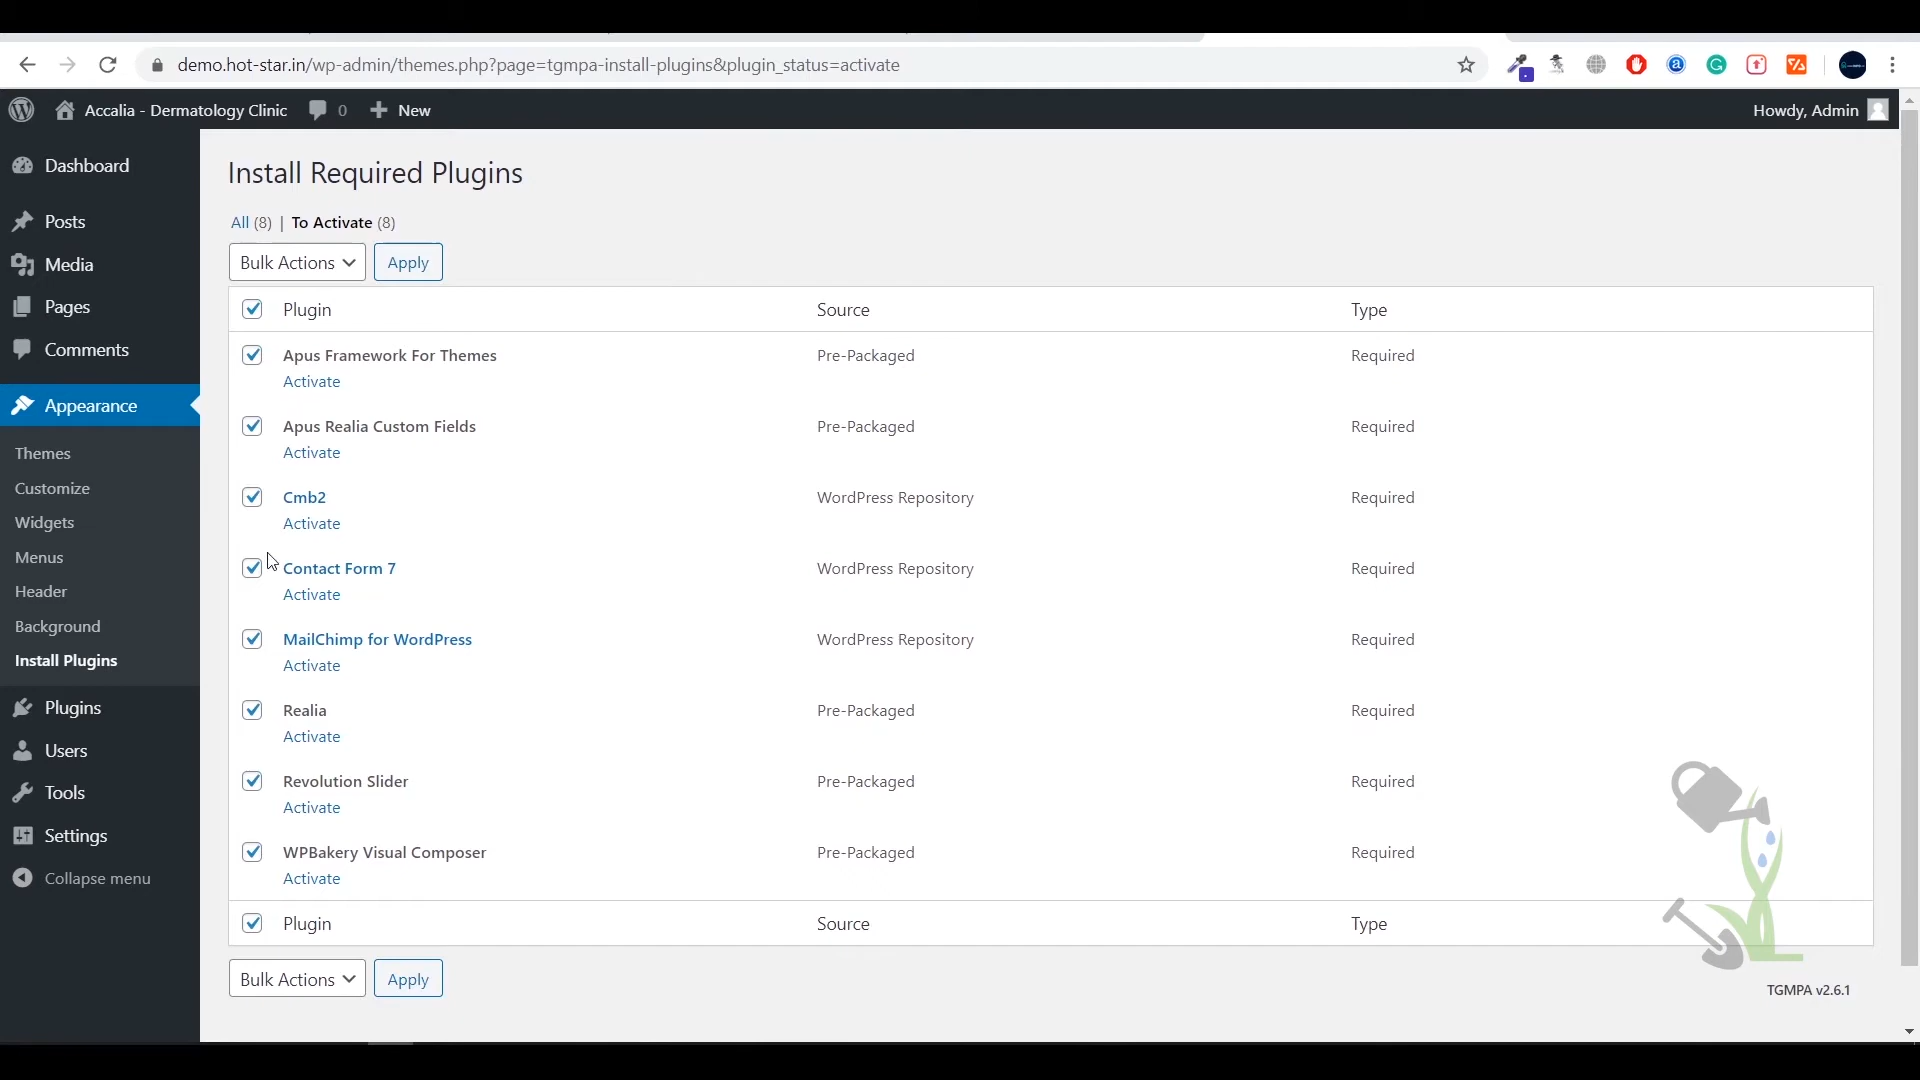 demo.hot-star.in/wp-admin/themes.php?page=tgmpa-install-plugins&plugin_status=activate
Accalia - Dermatology Clinic 0 New Howdy, Admin
Dashboard
Posts
Media
Pages
Comments
Appearance
Themes
Customize
Widgets
Menus
Header
Background
Install Plugins
Plugins
Users
Tools
Settings
Collapse menu
Install Required Plugins
All (8) | To Activate (8)
Bulk Actions Apply
Plugin Source Type
Apus Framework For Themes Pre-Packaged Required
Activate
Apus Realia Custom Fields Pre-Packaged Required
Activate
Cmb2 WordPress Repository Required
Activate
Contact Form 7 WordPress Repository Required
Activate
MailChimp for WordPress WordPress Repository Required
Activate
Realia Pre-Packaged Required
Activate
Revolution Slider Pre-Packaged Required
Activate
WPBakery Visual Composer Pre-Packaged Required
Activate
Plugin Source Type
Bulk Actions Apply
TGMPA v2.6.1